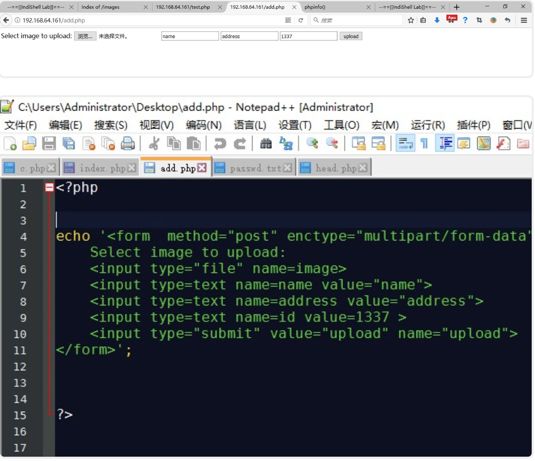 --==[[IndiShell Lab]]==--
Index of /images
192.168.64.161/test.php
192.168.64.161/add.php
phpinfo()
--==[[IndiShell Lab]]==--
192.168.64.161/add.php
搜索
Select image to upload: 浏览... 未选择文件。 name address 1337 upload
C:\Users\Administrator\Desktop\add.php - Notepad++ [Administrator]
文件(F) 编辑(E) 搜索(S) 视图(V) 编码(N) 语言(L) 设置(T) 工具(O) 宏(M) 运行(R) 插件(P) 窗口(W
c.php index.php add.php passwd.txt head.php
1 <?php
2
3
4 echo '<form  method="post" enctype="multipart/form-data"
5     Select image to upload:
6     <input type="file" name=image>
7     <input type=text name=name value="name">
8     <input type=text name=address value="address">
9     <input type=text name=id value=1337 >
10     <input type="submit" value="upload" name="upload">
11 </form>';
12
13
14
15 ?>
16
17